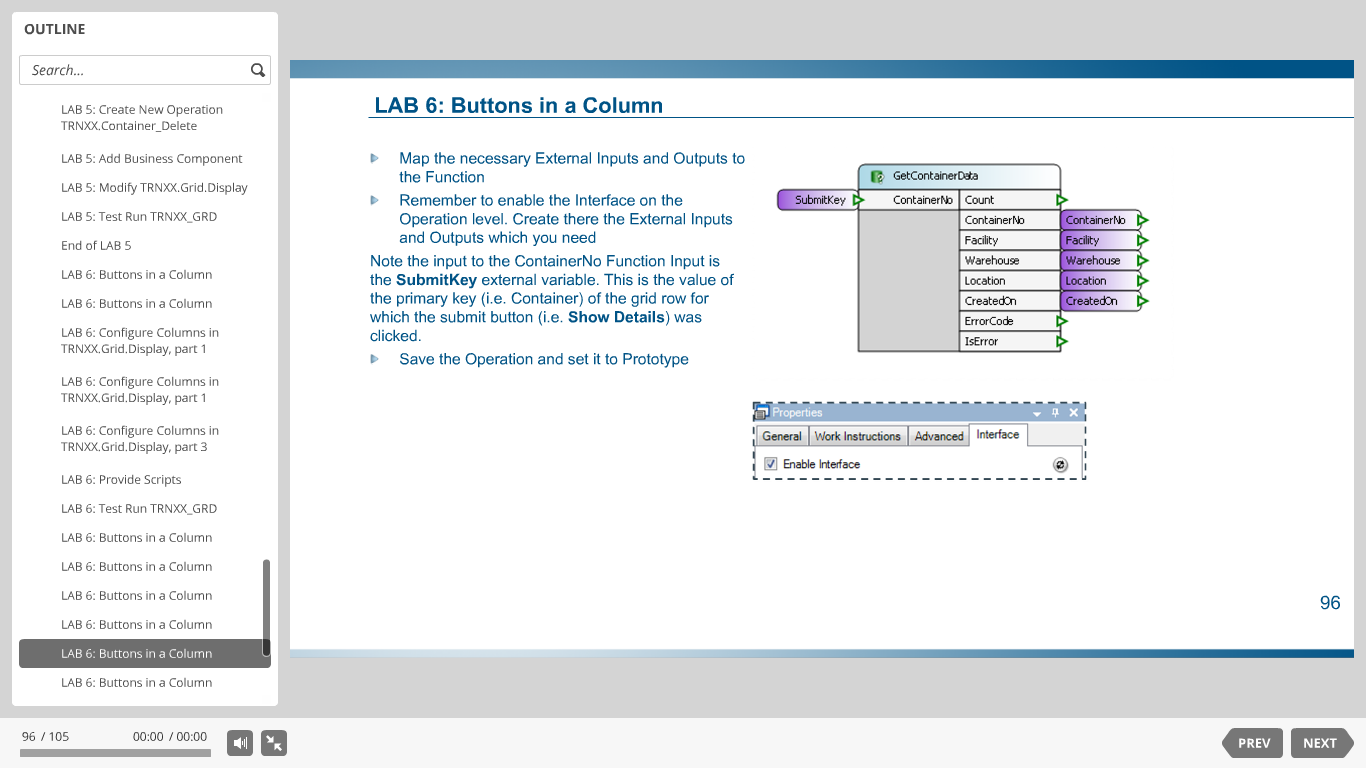 OUTLINE
Search...
LAB 5: Create New Operation
TRNXX.Container_Delete
LAB 5: Add Business Component
LAB 5: Modify TRNXX.Grid.Display
LAB 5: Test Run TRNXX_GRD
End of LAB 5
LAB 6: Buttons in a Column
LAB 6: Buttons in a Column
LAB 6: Configure Columns in
TRNXX.Grid.Display, part 1
LAB 6: Configure Columns in
TRNXX.Grid.Display, part 1
LAB 6: Configure Columns in
TRNXX.Grid.Display, part 3
LAB 6: Provide Scripts
LAB 6: Test Run TRNXX_GRD
LAB 6: Buttons in a Column
LAB 6: Buttons in a Column
LAB 6: Buttons in a Column
LAB 6: Buttons in a Column
LAB 6: Buttons in a Column
LAB 6: Buttons in a Column
LAB 6: Buttons in a Column
Map the necessary External Inputs and Outputs to
the Function
Remember to enable the Interface on the
Operation level. Create there the External Inputs
and Outputs which you need
Note the input to the ContainerNo Function Input is
the SubmitKey external variable. This is the value of
the primary key (i.e. Container) of the grid row for
which the submit button (i.e. Show Details) was
clicked.
Save the Operation and set it to Prototype
GetContainerData
SubmitKey ContainerNo Count
ContainerNo ContainerNo
Facility Facility
Warehouse Warehouse
Location Location
CreatedOn CreatedOn
ErrorCode
IsError
Properties
General Work Instructions Advanced Interface
Enable Interface
96
96 / 105 00:00 / 00:00
PREV NEXT